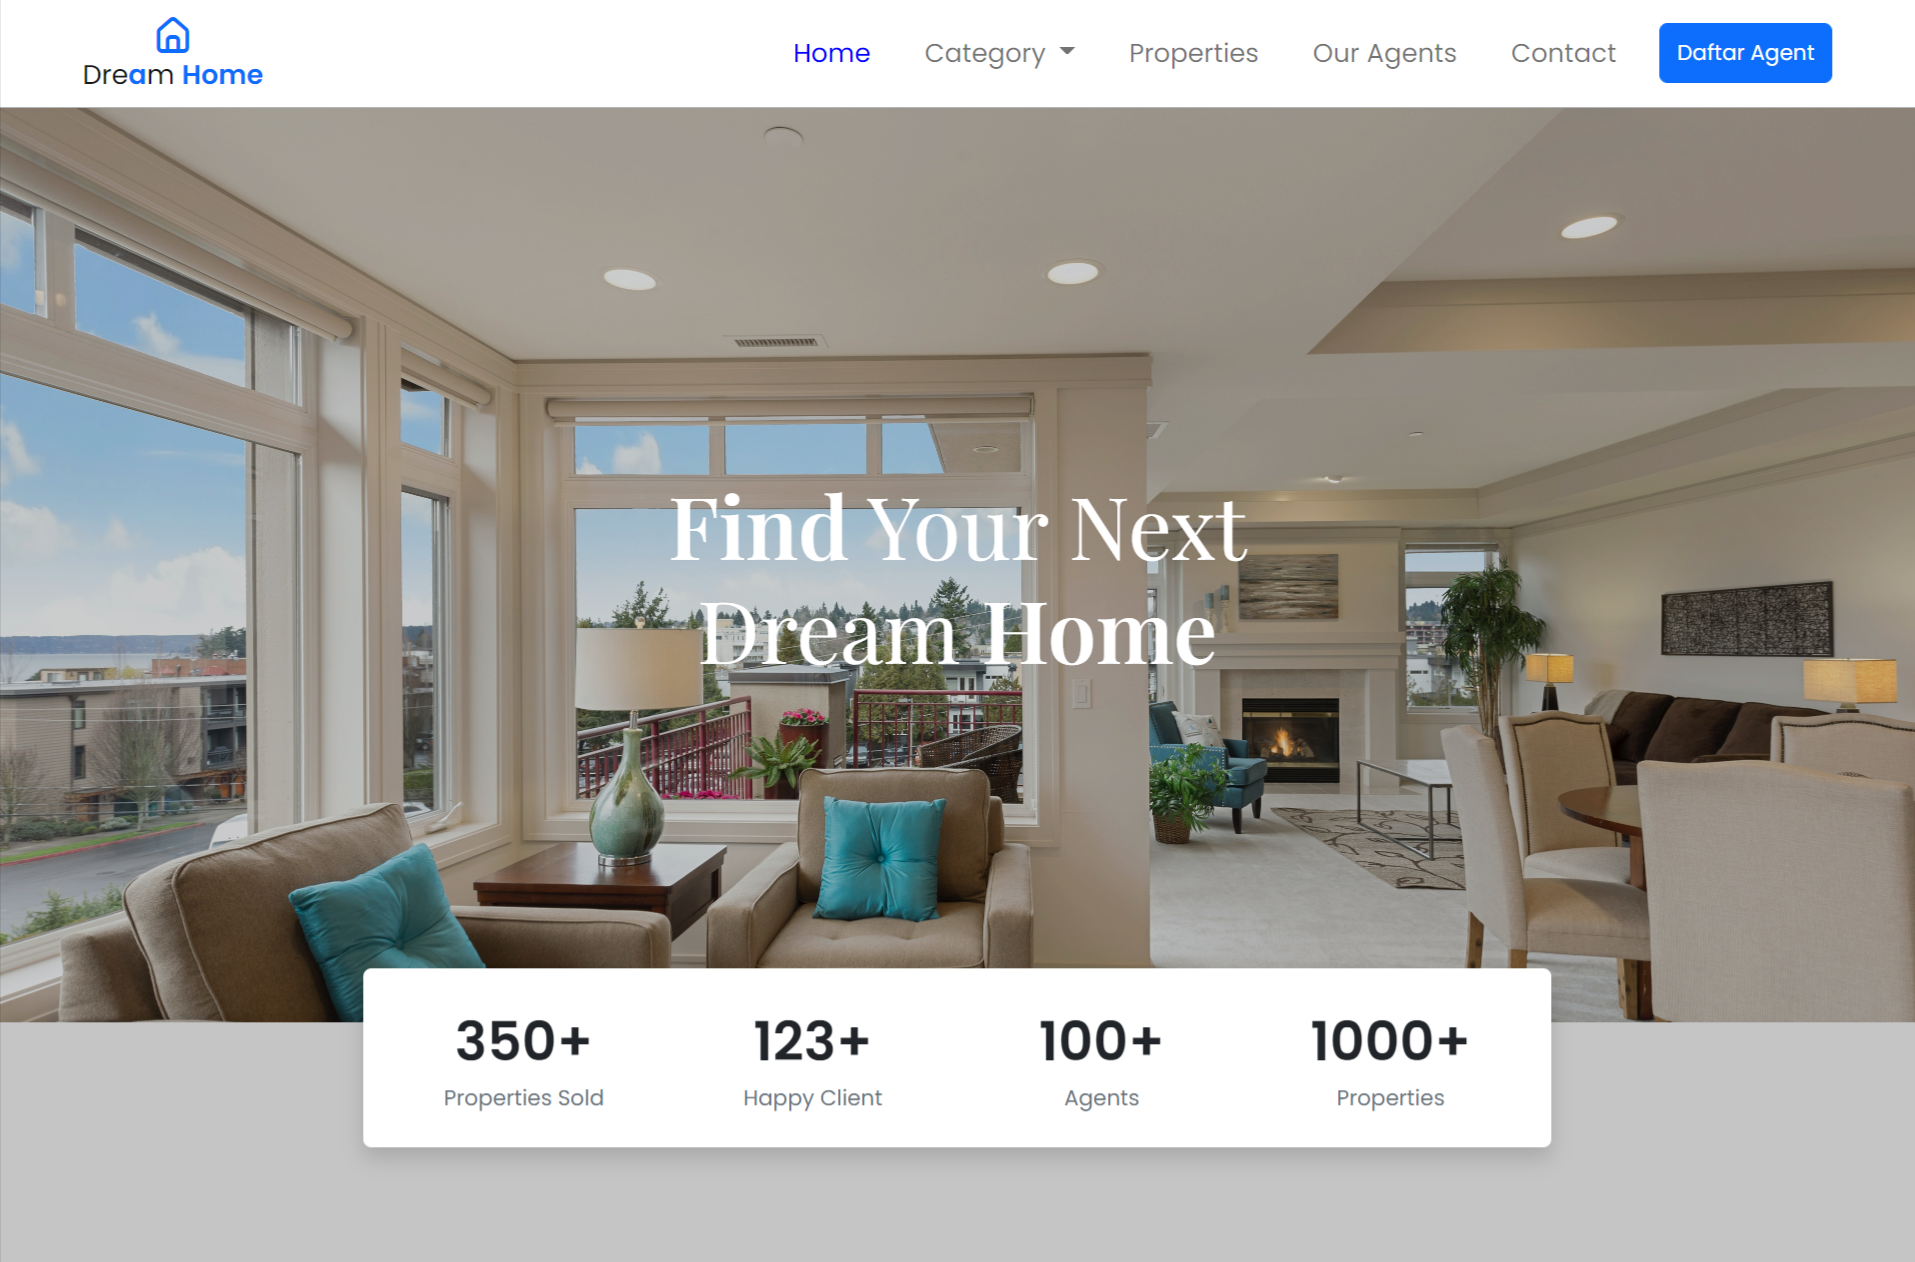 Dream Home
Home
Category
Properties
Our Agents
Contact
Daftar Agent
Find Your Next
Dream Home
350+
Properties Sold
123+
Happy Client
100+
Agents
1000+
Properties